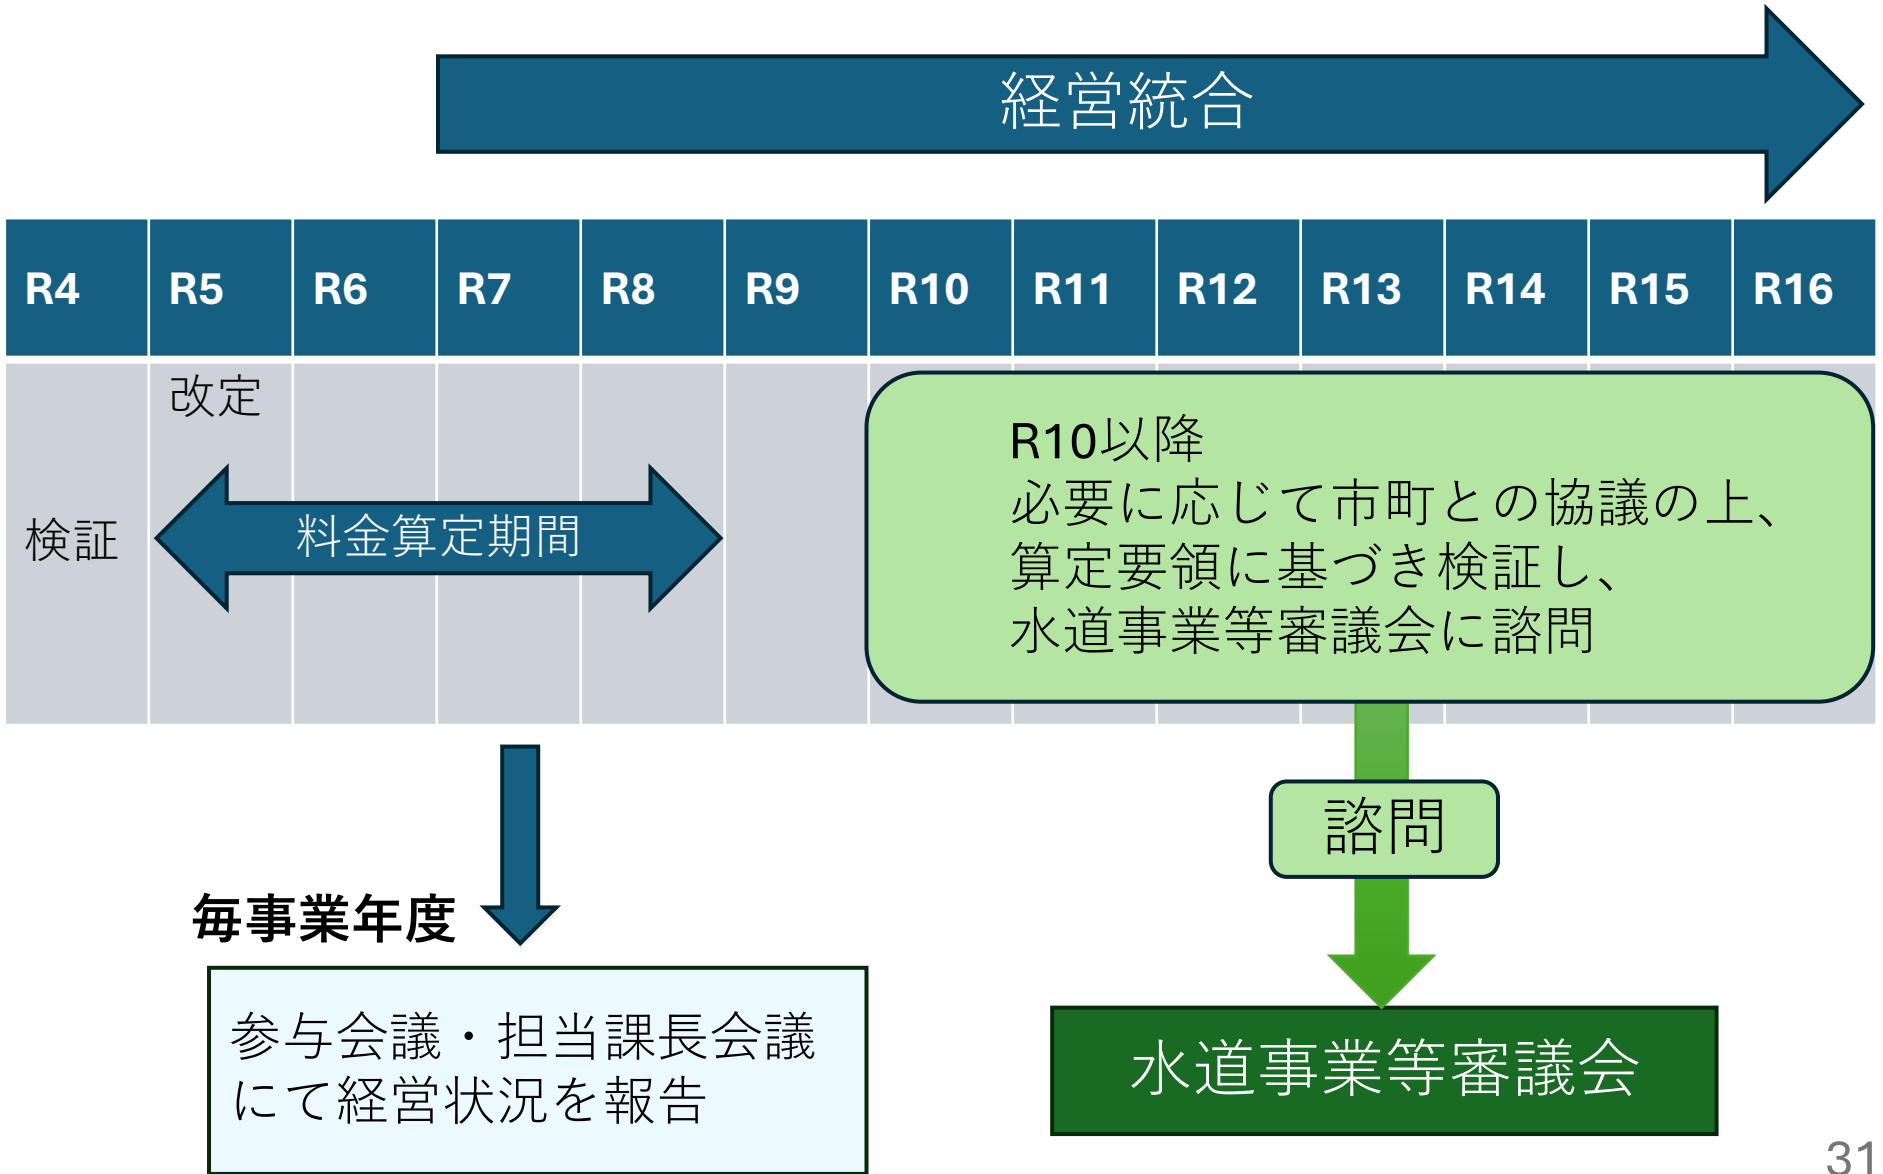 経営統合
R4 R5 R6 R7 R8 R9 R10 R11 R12 R13 R14 R15 R16
改定
検証
料金算定期間
R10以降
必要に応じて市町との協議の上、
算定要領に基づき検証し、
水道事業等審議会に諮問
諮問
毎事業年度
参与会議・担当課長会議
にて経営状況を報告
水道事業等審議会
31